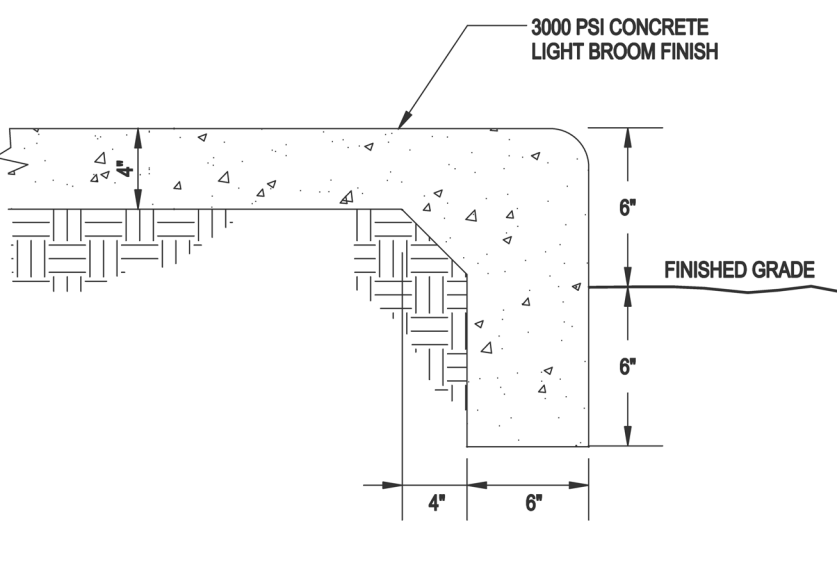 3000 PSI CONCRETE
LIGHT BROOM FINISH
4"
6"
FINISHED GRADE
6"
4"
6"